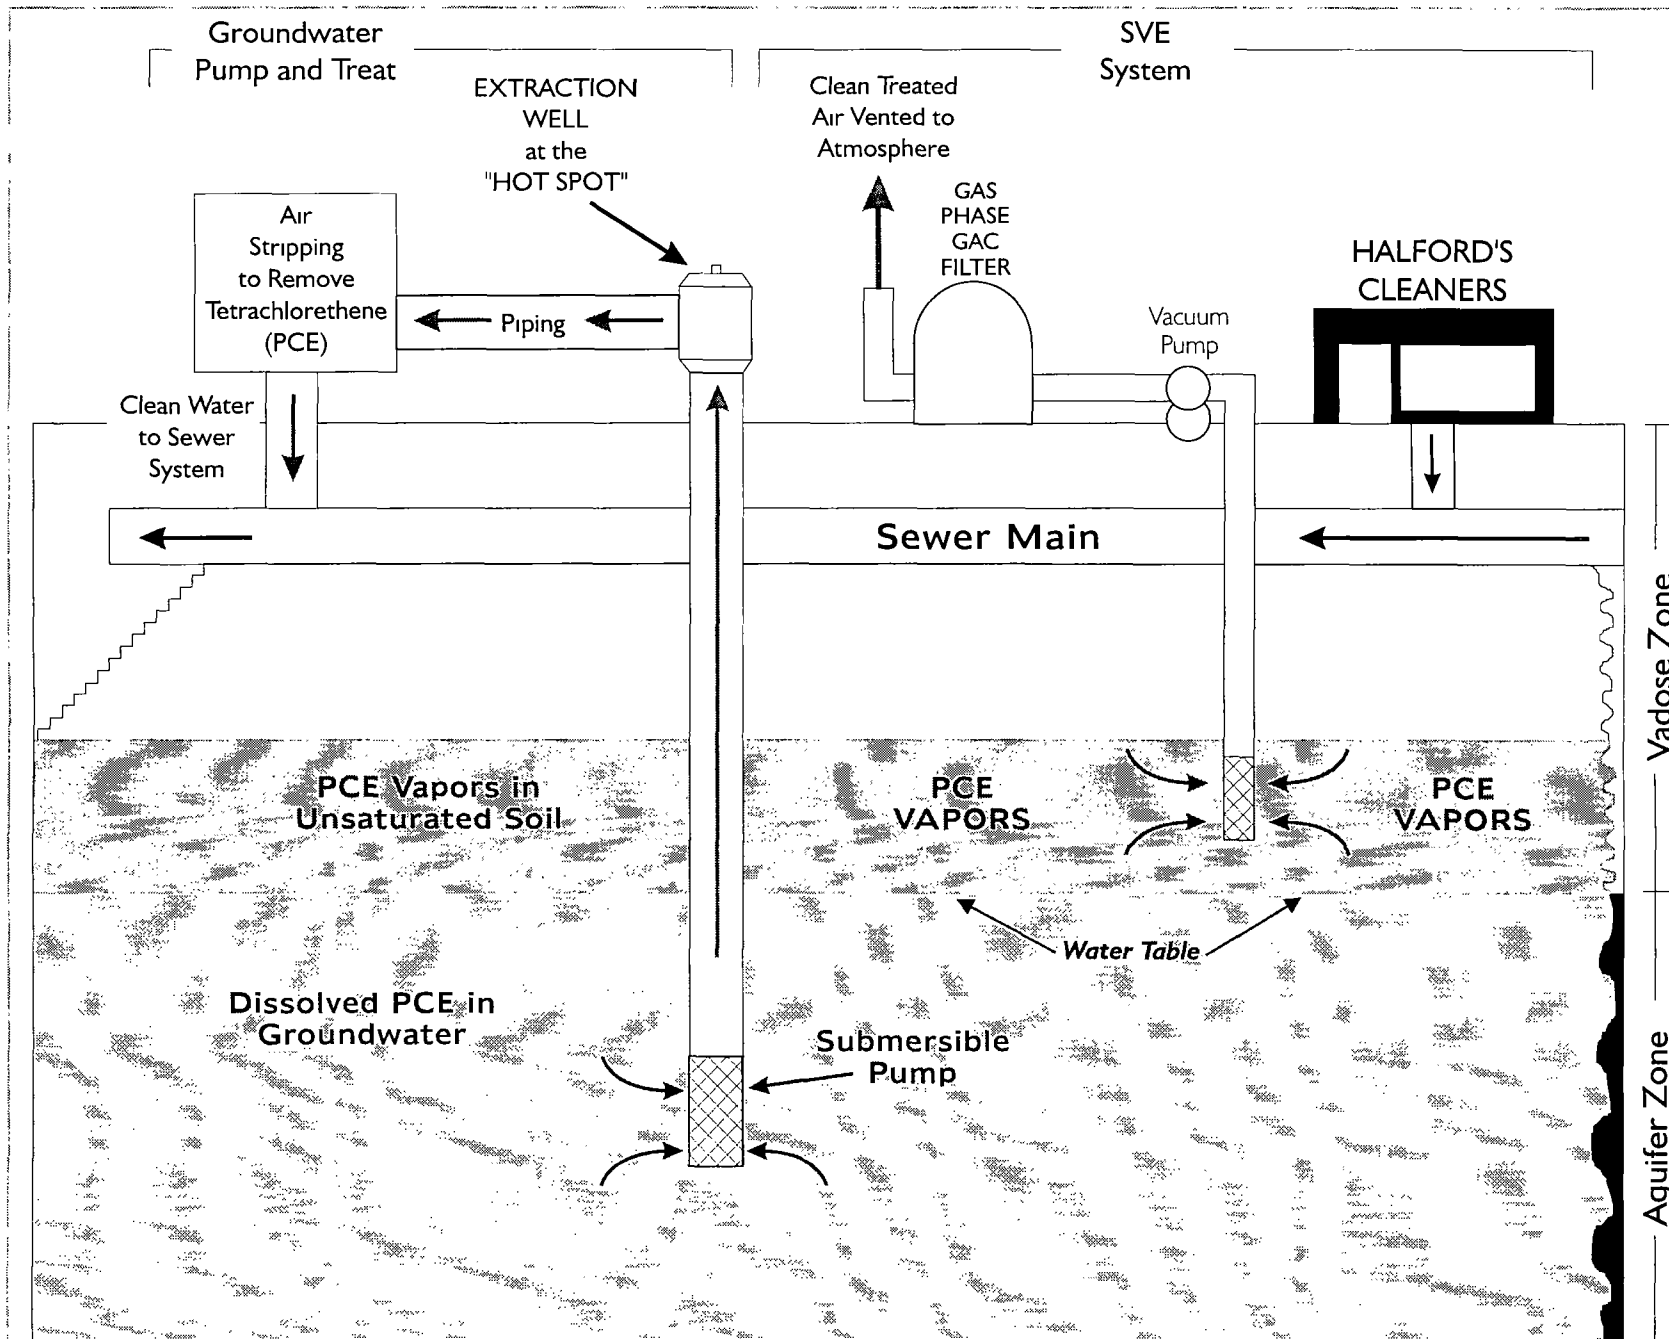 Groundwater
Pump and Treat
SVE
System
EXTRACTION
WELL
at the
"HOT SPOT"
Clean Treated
Air Vented to
Atmosphere
GAS
PHASE
GAC
FILTER
Air
Stripping
to Remove
Tetrachlorethene
(PCE)
Piping
Vacuum
Pump
HALFORD'S
CLEANERS
Clean Water
to Sewer
System
Sewer Main
Vadose Zone
PCE Vapors in
Unsaturated Soil
PCE
VAPORS
PCE
VAPORS
Water Table
Dissolved PCE in
Groundwater
Submersible
Pump
Aquifer Zone